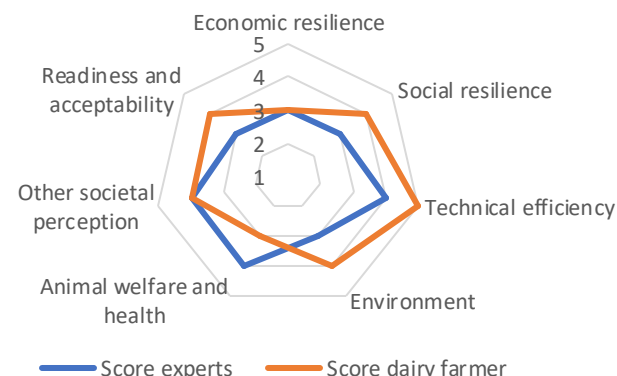 Economic resilience
5
4
3
2
1
Readiness and
acceptability
Social resilience
Other societal
perception
Technical efficiency
Animal welfare and
health
Environment
Score experts
Score dairy farmer